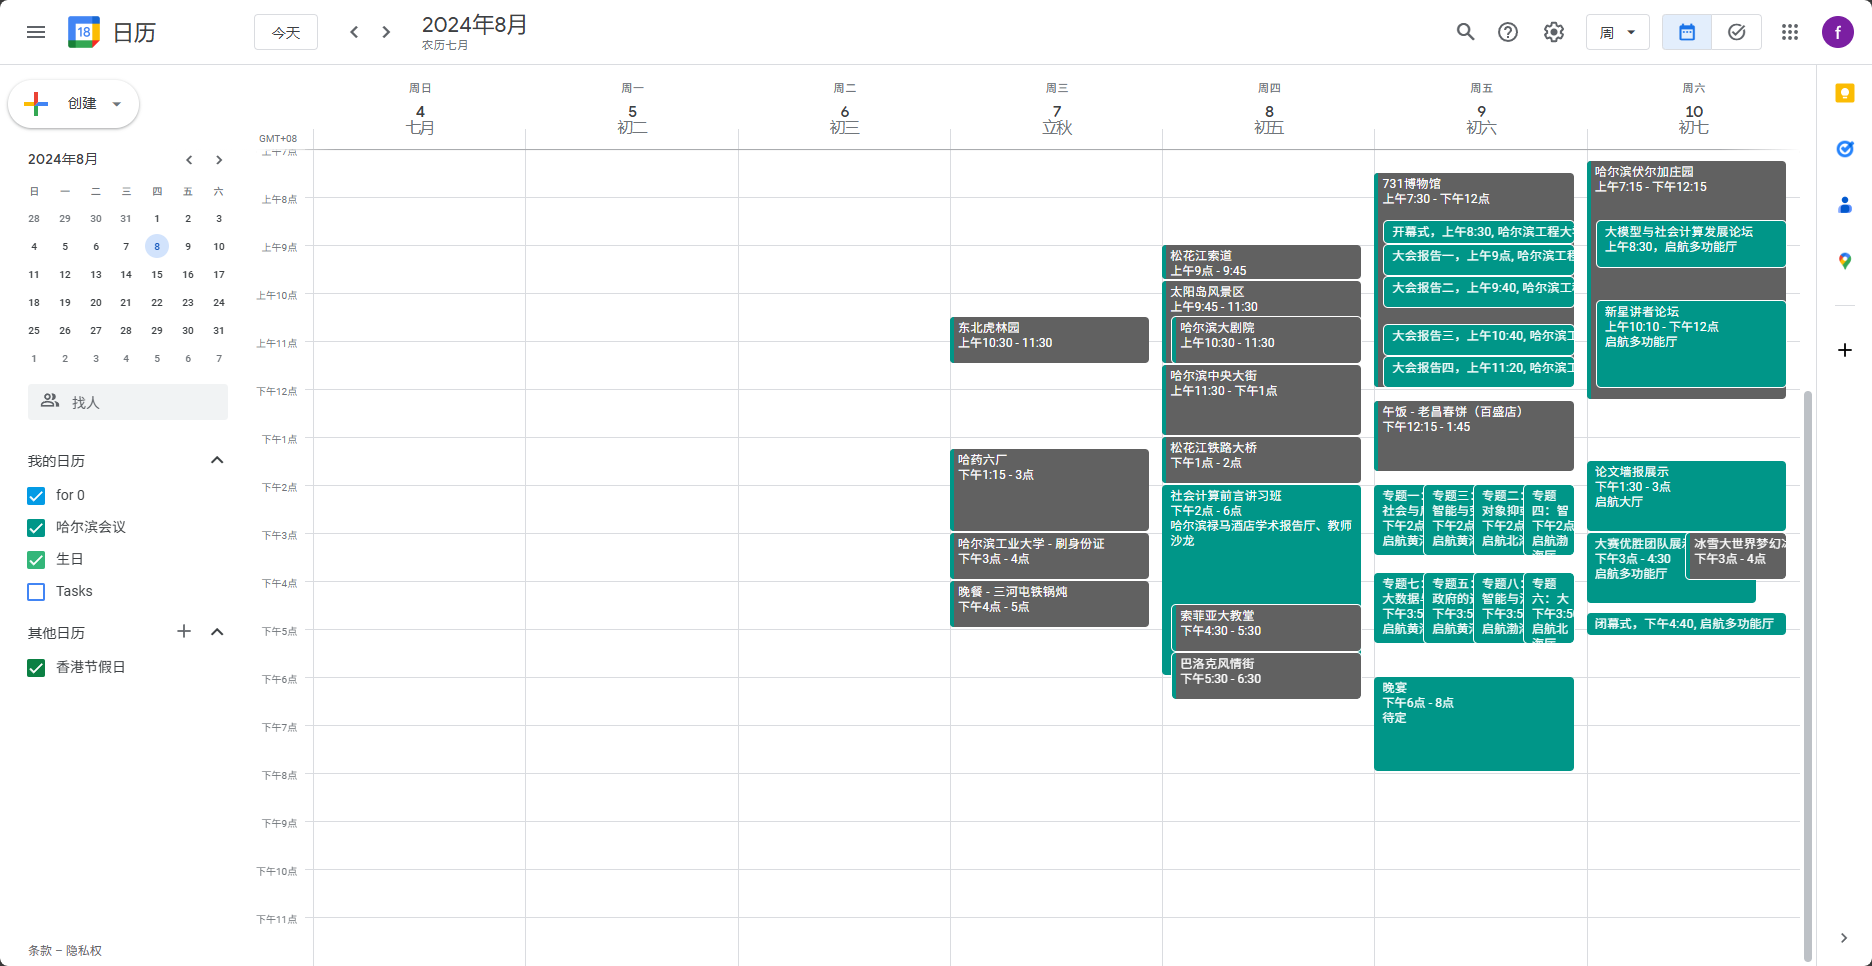 18
日历
今天
2024年8月
农历七月
周
f
创建
2024年8月
日 一 二 三 四 五 六
28 29 30 31 1 2 3
4 5 6 7 8 9 10
11 12 13 14 15 16 17
18 19 20 21 22 23 24
25 26 27 28 29 30 31
1 2 3 4 5 6 7
找人
我的日历
for 0
哈尔滨会议
生日
Tasks
其他日历
香港节假日
条款 – 隐私权
GMT+08
周日
4
七月
周一
5
初二
周二
6
初三
周三
7
立秋
周四
8
初五
周五
9
初六
周六
10
初七
上午7点
上午8点
上午9点
上午10点
上午11点
下午12点
下午1点
下午2点
下午3点
下午4点
下午5点
下午6点
下午7点
下午8点
下午9点
下午10点
下午11点
东北虎林园
上午10:30 - 11:30
哈药六厂
下午1:15 - 3点
哈尔滨工业大学 - 刷身份证
下午3点 - 4点
晚餐 - 三河屯铁锅炖
下午4点 - 5点
松花江索道
上午9点 - 9:45
太阳岛风景区
上午9:45 - 11:30
哈尔滨大剧院
上午10:30 - 11:30
哈尔滨中央大街
上午11:30 - 下午1点
松花江铁路大桥
下午1点 - 2点
社会计算前言讲习班
下午2点 - 6点
哈尔滨禄马酒店学术报告厅、教师
沙龙
索菲亚大教堂
下午4:30 - 5:30
巴洛克风情街
下午5:30 - 6:30
731博物馆
上午7:30 - 下午12点
开幕式，上午8:30, 哈尔滨工程大
大会报告一，上午9点, 哈尔滨工程
大会报告二，上午9:40, 哈尔滨工
大会报告三，上午10:40, 哈尔滨工
大会报告四，上午11:20, 哈尔滨工
午饭 - 老昌春饼（百盛店）
下午12:15 - 1:45
专题一：
社会与
下午2点
启航黄
专题三：
智能与
下午2点
启航黄
专题二：
对象抑
下午2点
启航北
专题
四：智
下午2点
启航渤
海厅
专题七：
大数据
下午3:5
启航黄
专题五：
政府的
下午3:5
启航黄
专题八：
智能与
下午3:5
启航渤
专题
六：大
下午3:50
启航北
海厅
晚宴
下午6点 - 8点
待定
哈尔滨伏尔加庄园
上午7:15 - 下午12:15
大模型与社会计算发展论坛
上午8:30，启航多功能厅
新星讲者论坛
上午10:10 - 下午12点
启航多功能厅
论文墙报展示
下午1:30 - 3点
启航大厅
大赛优胜团队展
下午3点 - 4:30
启航多功能厅
冰雪大世界梦幻
下午3点 - 4点
闭幕式，下午4:40, 启航多功能厅